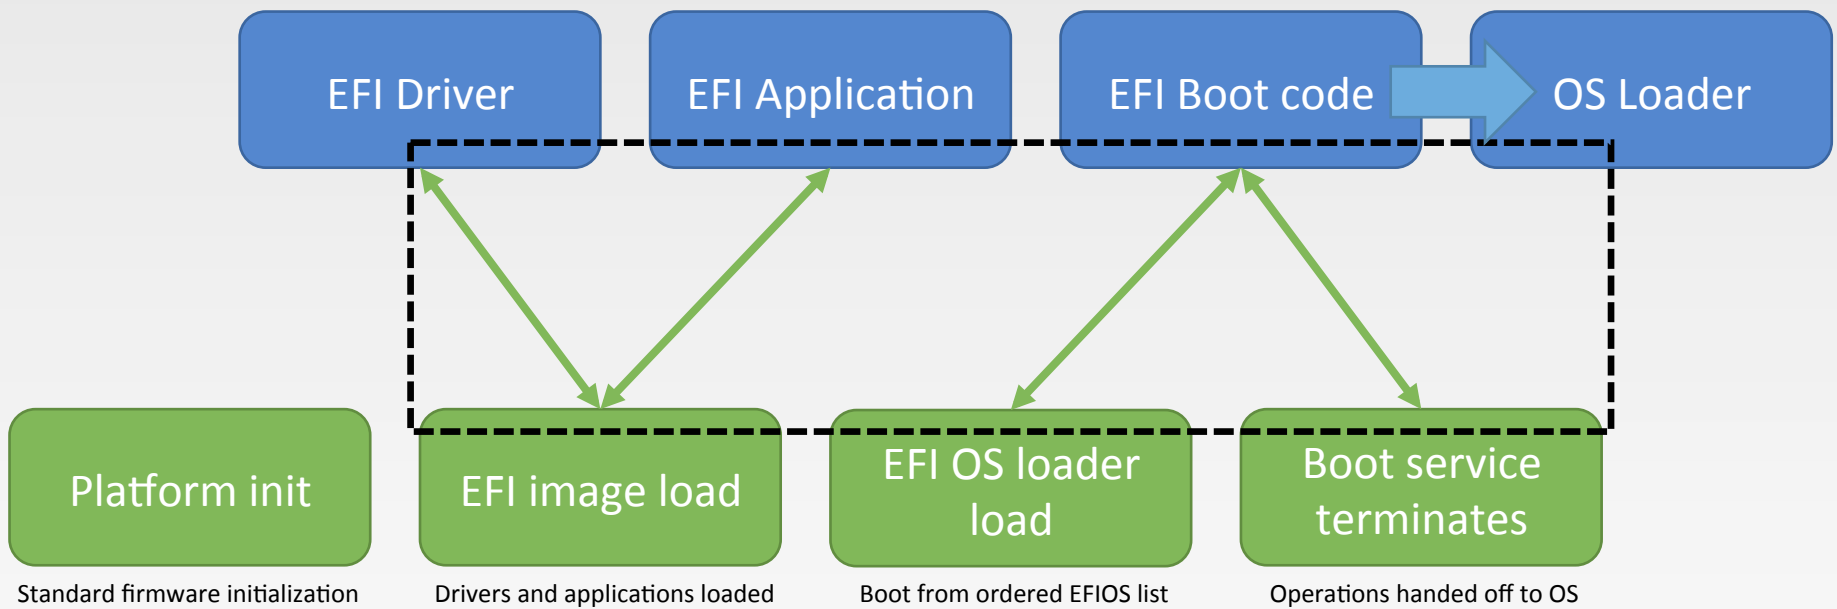 EFI Driver
EFI Application
EFI Boot code
OS Loader
Platform init
EFI image load
EFI OS loader
load
Boot service
terminates
Standard firmware initialization
Drivers and applications loaded
Boot from ordered EFIOS list
Operations handed off to OS